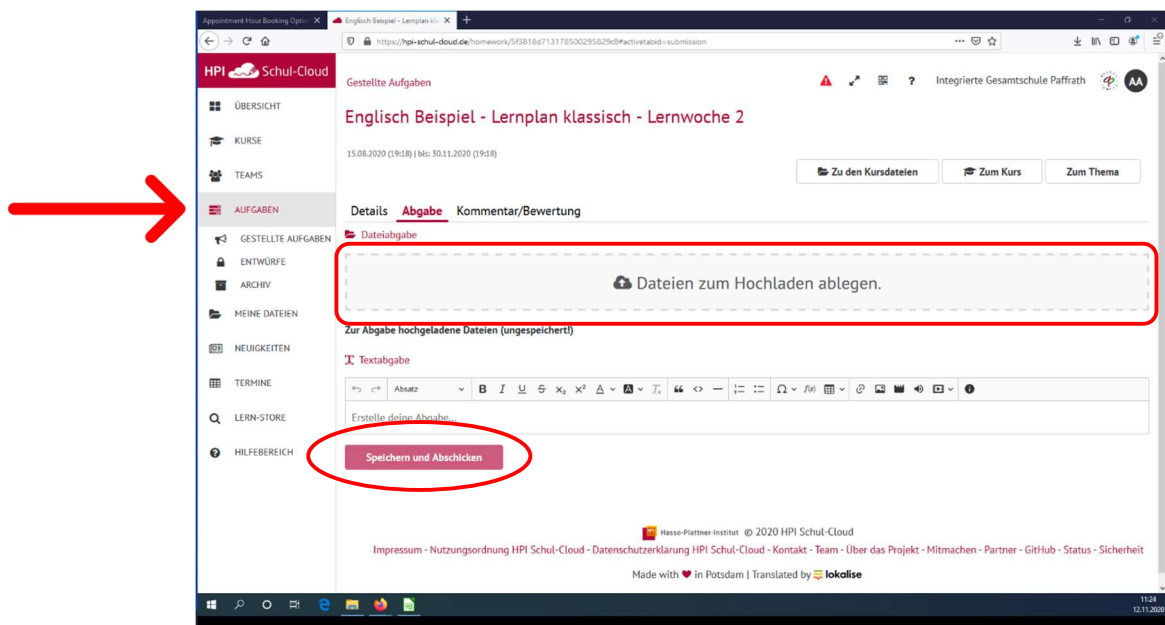 Appointment Hour Booking Option
Englisch Beispiel - Lernplan kla
https://hpi-schul-cloud.de/homework/5f3818d713178500295829c8#activetabid=submission
HPI Schul-Cloud
Gestellte Aufgaben
? Integrierte Gesamtschule Paffrath AA
ÜBERSICHT
Englisch Beispiel - Lernplan klassisch - Lernwoche 2
KURSE
15.08.2020 (19:18) | bis: 30.11.2020 (19:18)
TEAMS
Zu den Kursdateien Zum Kurs Zum Thema
AUFGABEN
Details Abgabe Kommentar/Bewertung
GESTELLTE AUFGABEN
Dateiabgabe
ENTWÜRFE
Dateien zum Hochladen ablegen.
ARCHIV
MEINE DATEIEN
Zur Abgabe hochgeladene Dateien (ungespeichert!)
NEUIGKEITEN
Textabgabe
TERMINE
Absatz B I U S x₂ x² A A T Ω f(x)
LERN-STORE
Erstelle deine Abgabe...
HILFEBEREICH
Speichern und Abschicken
Hasso-Plattner-Institut © 2020 HPI Schul-Cloud
Impressum - Nutzungsordnung HPI Schul-Cloud - Datenschutzerklärung HPI Schul-Cloud - Kontakt - Team - Über das Projekt - Mitmachen - Partner - GitHub - Status - Sicherheit
Made with ♥ in Potsdam | Translated by lokalise
11:24
12.11.2020